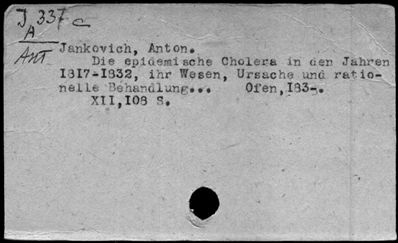 J 337 c
A
Ant
Jankovich, Anton.
Die epidemische Cholera in den Jahren
1817-1832, ihr Wesen, Ursache und ratio-
nelle Behandlung... Ofen,183-.
XII,108 S.